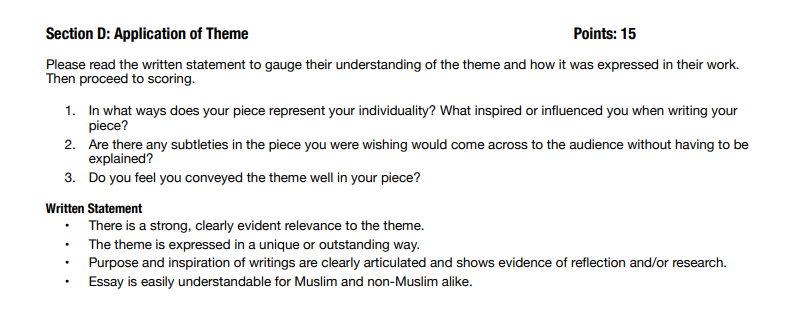 Section D: Application of Theme Points: 15
Please read the written statement to gauge their understanding of the theme and how it was expressed in their work.
Then proceed to scoring.
1. In what ways does your piece represent your individuality? What inspired or influenced you when writing your
piece?
2. Are there any subtleties in the piece you were wishing would come across to the audience without having to be
explained?
3. Do you feel you conveyed the theme well in your piece?
Written Statement
• There is a strong, clearly evident relevance to the theme.
• The theme is expressed in a unique or outstanding way.
• Purpose and inspiration of writings are clearly articulated and shows evidence of reflection and/or research.
• Essay is easily understandable for Muslim and non-Muslim alike.